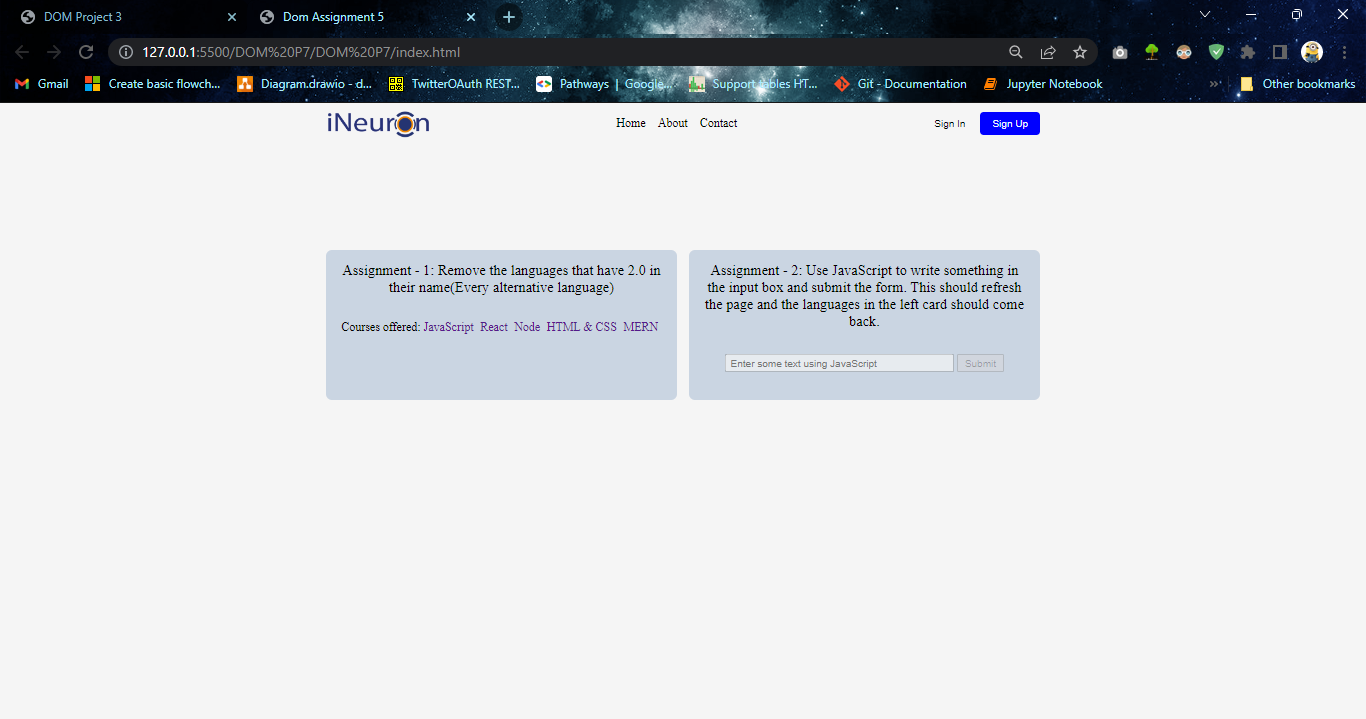 DOM Project 3
Dom Assignment 5
127.0.0.1:5500/DOM%20P7/DOM%20P7/index.html
Gmail
Create basic flowch...
Diagram.drawio - d...
TwitterOAuth REST...
Pathways | Google...
Support tables HT...
Git - Documentation
Jupyter Notebook
Other bookmarks
iNeuron
Home About Contact
Sign In
Sign Up
Assignment - 1: Remove the languages that have 2.0 in
their name(Every alternative language)
Courses offered: JavaScript React Node HTML & CSS MERN
Assignment - 2: Use JavaScript to write something in
the input box and submit the form. This should refresh
the page and the languages in the left card should come
back.
Enter some text using JavaScript
Submit